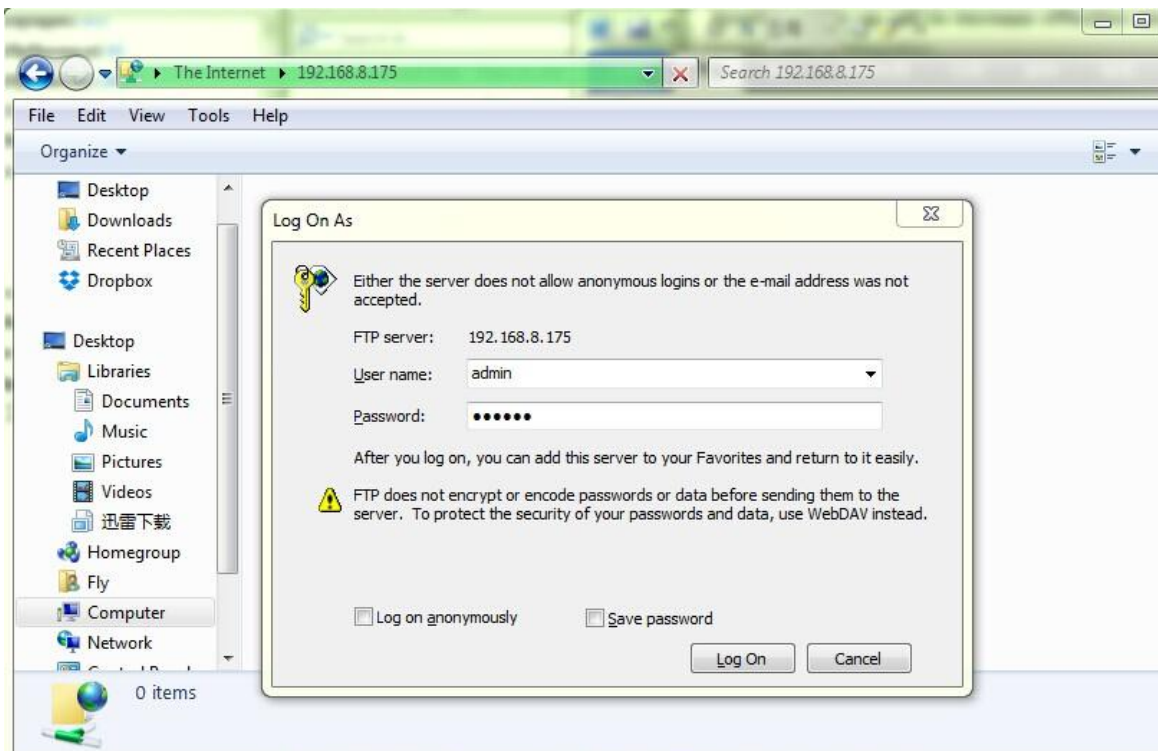 The Internet 192.168.8.175
Search 192.168.8.175
File Edit View Tools Help
Organize
Desktop
Downloads
Recent Places
Dropbox
Desktop
Libraries
Documents
Music
Pictures
Videos
迅雷下載
Homegroup
Fly
Computer
Network
0 items
Log On As
Either the server does not allow anonymous logins or the e-mail address was not
accepted.
FTP server: 192.168.8.175
User name: admin
Password: ●●●●●●
After you log on, you can add this server to your Favorites and return to it easily.
FTP does not encrypt or encode passwords or data before sending them to the
server. To protect the security of your passwords and data, use WebDAV instead.
Log on anonymously Save password
Log On Cancel